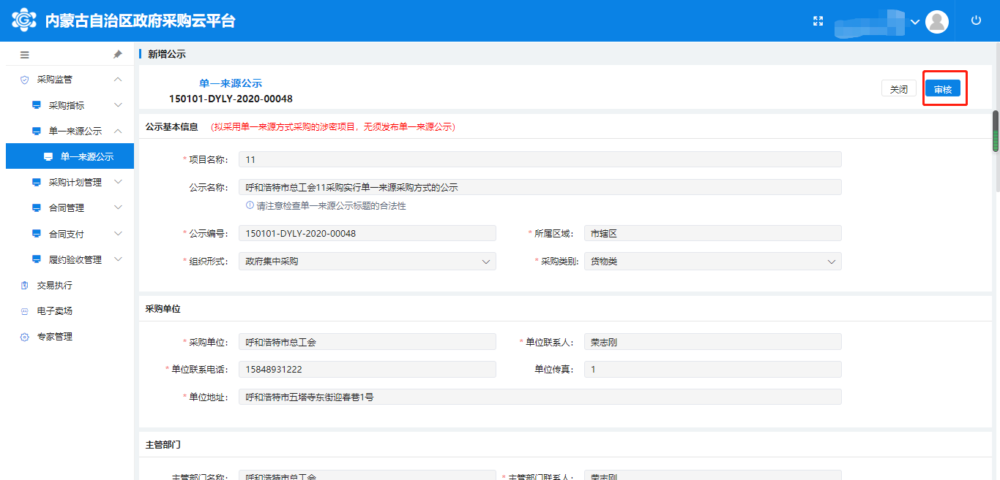 内蒙古自治区政府采购云平台
新增公示
采购监管
采购指标
单一来源公示
单一来源公示
采购计划管理
合同管理
合同支付
履约验收管理
交易执行
电子卖场
专家管理
单一来源公示
150101-DYLY-2020-00048
关闭
审核
公示基本信息 (拟采用单一来源方式采购的涉密项目，无须发布单一来源公示)
* 项目名称: 11
公示名称: 呼和浩特市总工会11采购实行单一来源采购方式的公示
请注意检查单一来源公示标题的合法性
* 公示编号: 150101-DYLY-2020-00048 * 所属区域: 市辖区
* 组织形式: 政府集中采购 * 采购类别: 货物类
采购单位
* 采购单位: 呼和浩特市总工会 * 单位联系人: 荣志刚
* 单位联系电话: 15848931222 单位传真: 1
* 单位地址: 呼和浩特市五塔寺东街迎春巷1号
主管部门
主管部门名称: 呼和浩特市总工会 * 主管部门联系人: 荣志刚